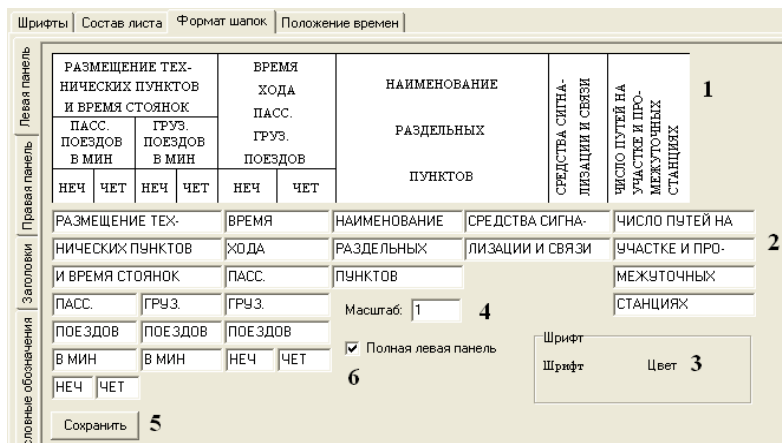 Шрифты Состав листа Формат шапок Положение времен
Левая панель
Правая панель
Заголовки
словные обозначения
РАЗМЕЩЕНИЕ ТЕХ-
НИЧЕСКИХ ПУНКТОВ
И ВРЕМЯ СТОЯНОК
ПАСС.
ПОЕЗДОВ
В МИН
ГРУЗ.
ПОЕЗДОВ
В МИН
НЕЧ ЧЕТ НЕЧ ЧЕТ
ВРЕМЯ
ХОДА
ПАСС.
ГРУЗ.
ПОЕЗДОВ
НЕЧ ЧЕТ
НАИМЕНОВАНИЕ
РАЗДЕЛЬНЫХ
ПУНКТОВ
СРЕДСТВА СИГНА-
ЛИЗАЦИИ И СВЯЗИ
ЧИСЛО ПУТЕЙ НА
УЧАСТКЕ И ПРО-
МЕЖУТОЧНЫХ
СТАНЦИЯХ
1
РАЗМЕЩЕНИЕ ТЕХ- ВРЕМЯ НАИМЕНОВАНИЕ СРЕДСТВА СИГНА- ЧИСЛО ПУТЕЙ НА
НИЧЕСКИХ ПУНКТОВ ХОДА РАЗДЕЛЬНЫХ ЛИЗАЦИИ И СВЯЗИ УЧАСТКЕ И ПРО- 2
И ВРЕМЯ СТОЯНОК ПАСС. ПУНКТОВ МЕЖУТОЧНЫХ
ПАСС. ГРУЗ. ГРУЗ. Масштаб: 1 4 СТАНЦИЯХ
ПОЕЗДОВ ПОЕЗДОВ ПОЕЗДОВ
В МИН В МИН НЕЧ ЧЕТ Полная левая панель
НЕЧ ЧЕТ 6
Шрифт
Шрифт Цвет 3
Сохранить 5